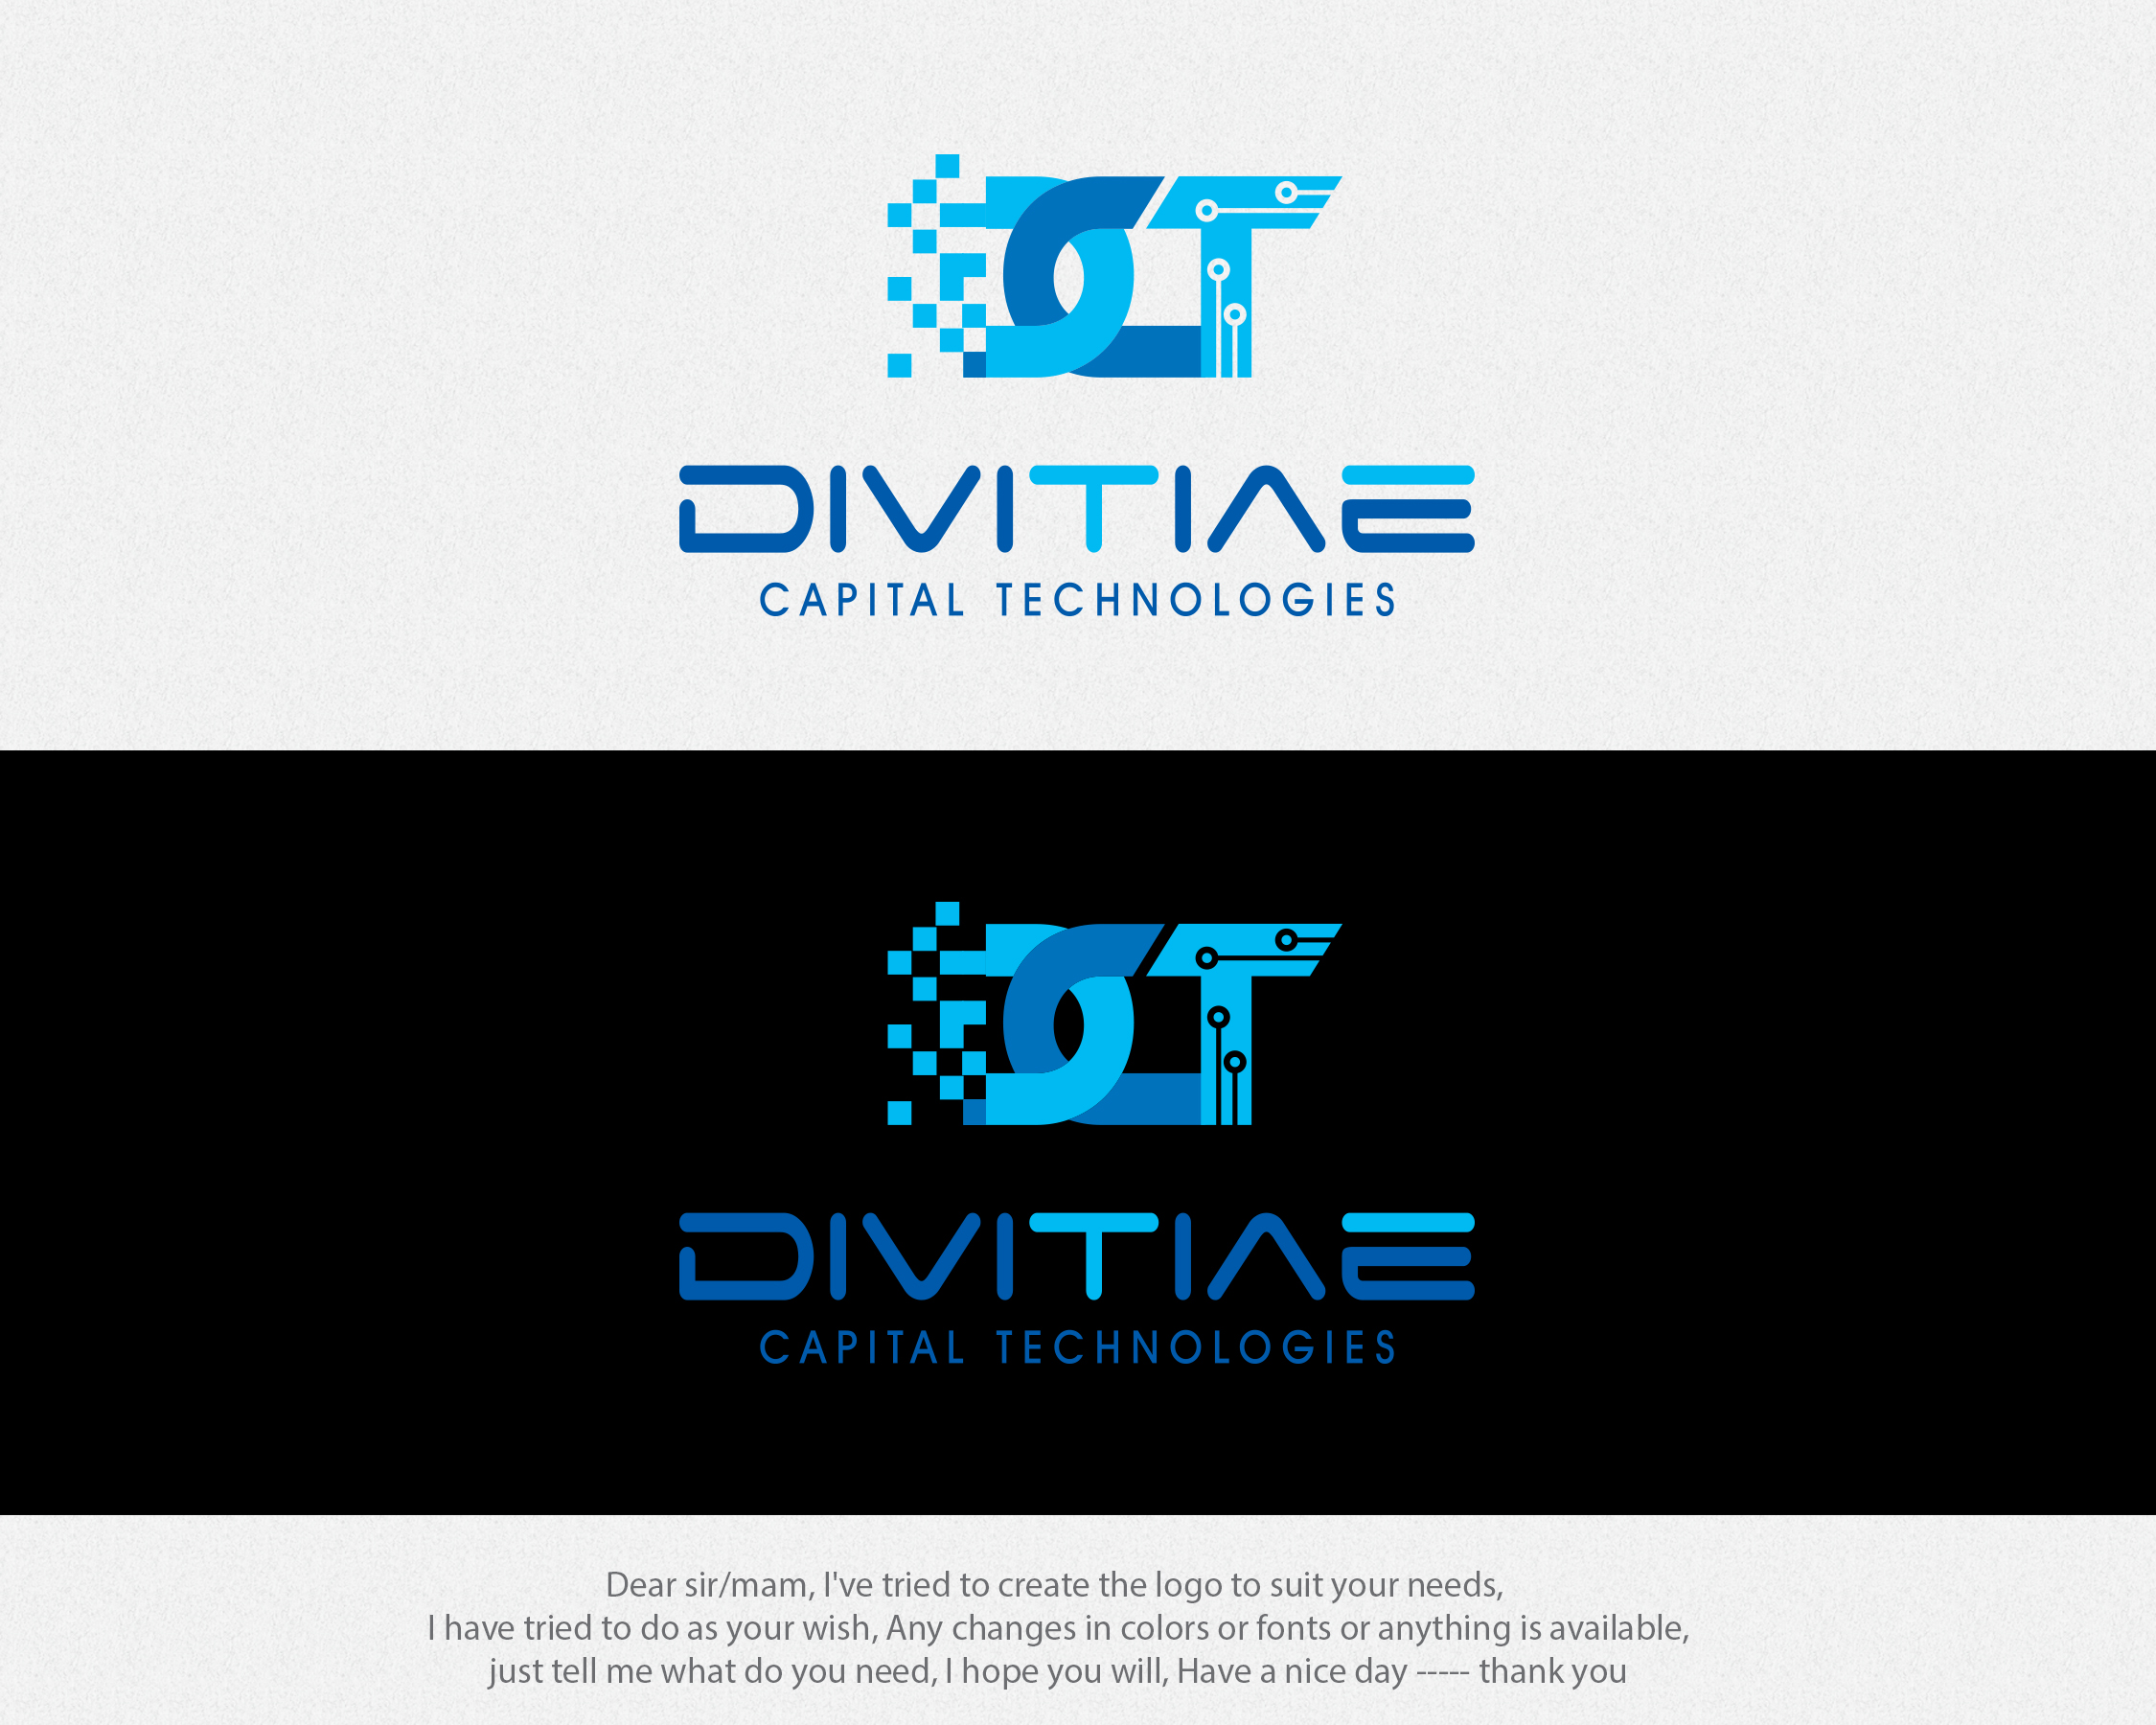 DCT
DIVITIAE
CAPITAL TECHNOLOGIES
DCT
DIVITIAE
CAPITAL TECHNOLOGIES
Dear sir/mam, I've tried to create the logo to suit your needs,
I have tried to do as your wish, Any changes in colors or fonts or anything is available,
just tell me what do you need, I hope you will, Have a nice day ----- thank you